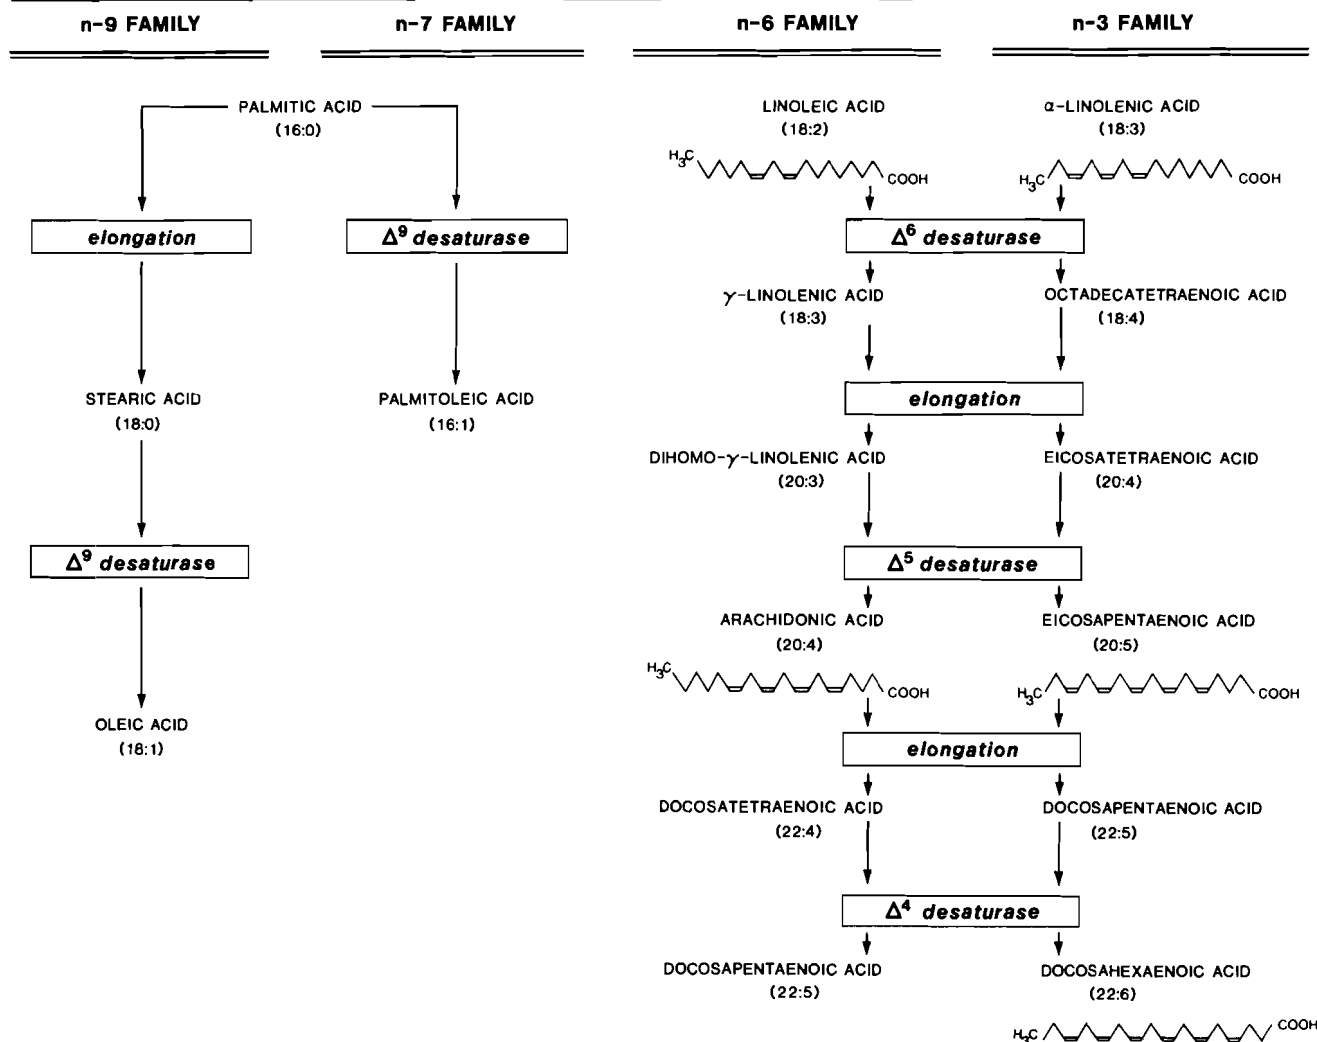 n-9 FAMILY
n-7 FAMILY
n-6 FAMILY
n-3 FAMILY
PALMITIC ACID
(16:0)
LINOLEIC ACID
(18:2)
α-LINOLENIC ACID
(18:3)
H3C
COOH
H3C
COOH
elongation
Δ9 desaturase
Δ6 desaturase
γ-LINOLENIC ACID
(18:3)
OCTADECATETRAENOIC ACID
(18:4)
STEARIC ACID
(18:0)
PALMITOLEIC ACID
(16:1)
elongation
DIHOMO-γ-LINOLENIC ACID
(20:3)
EICOSATETRAENOIC ACID
(20:4)
Δ9 desaturase
Δ5 desaturase
ARACHIDONIC ACID
(20:4)
EICOSAPENTAENOIC ACID
(20:5)
H3C
COOH
H3C
COOH
OLEIC ACID
(18:1)
elongation
DOCOSATETRAENOIC ACID
(22:4)
DOCOSAPENTAENOIC ACID
(22:5)
Δ4 desaturase
DOCOSAPENTAENOIC ACID
(22:5)
DOCOSAHEXAENOIC ACID
(22:6)
H3C
COOH